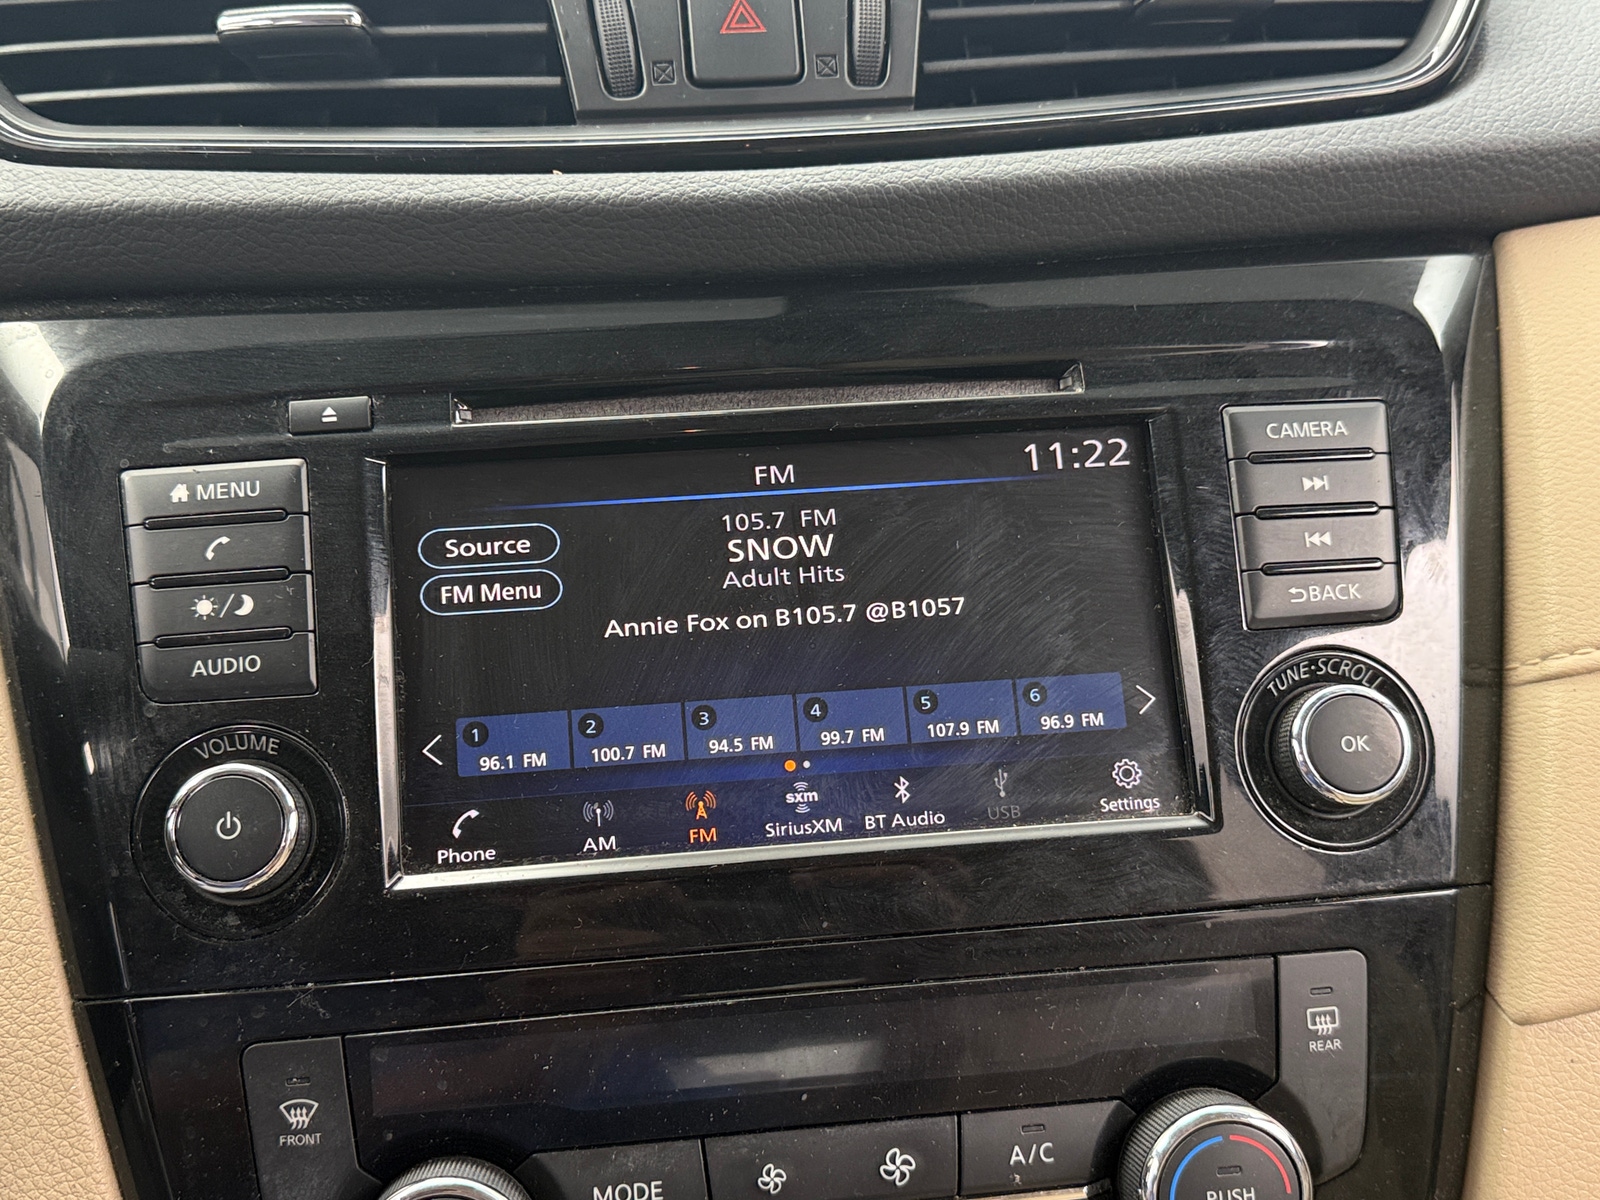 CAMERA
MENU
AUDIO
BACK
VOLUME
TUNE·SCROLL
OK
FM
11:22
Source
FM Menu
105.7 FM
SNOW
Adult Hits
Annie Fox on B105.7 @B1057
1
96.1 FM
2
100.7 FM
3
94.5 FM
4
99.7 FM
5
107.9 FM
6
96.9 FM
Phone
AM
FM
sxm
SiriusXM
BT Audio
USB
Settings
FRONT
REAR
MODE
A/C
PUSH